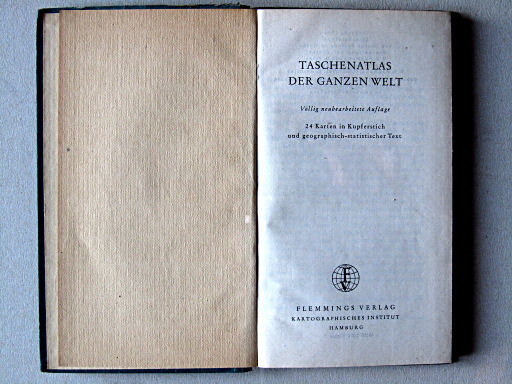 TASCHENATLAS
DER GANZEN WELT
Völlig neubearbeitete Auflage
24 Karten in Kupferstich
und geographisch-statistischer Text
F
V
FLEMMINGS VERLAG
KARTOGRAPHISCHES INSTITUT
HAMBURG